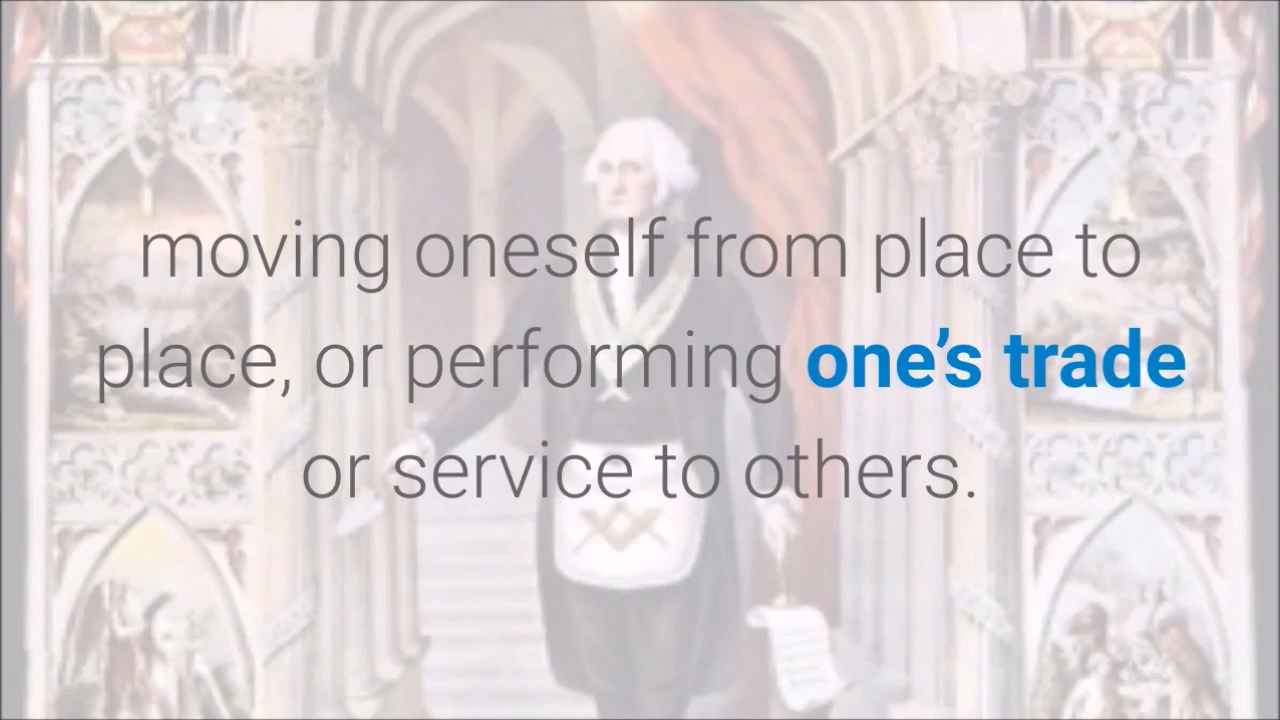 moving oneself from place to
place, or performing one’s trade
or service to others.